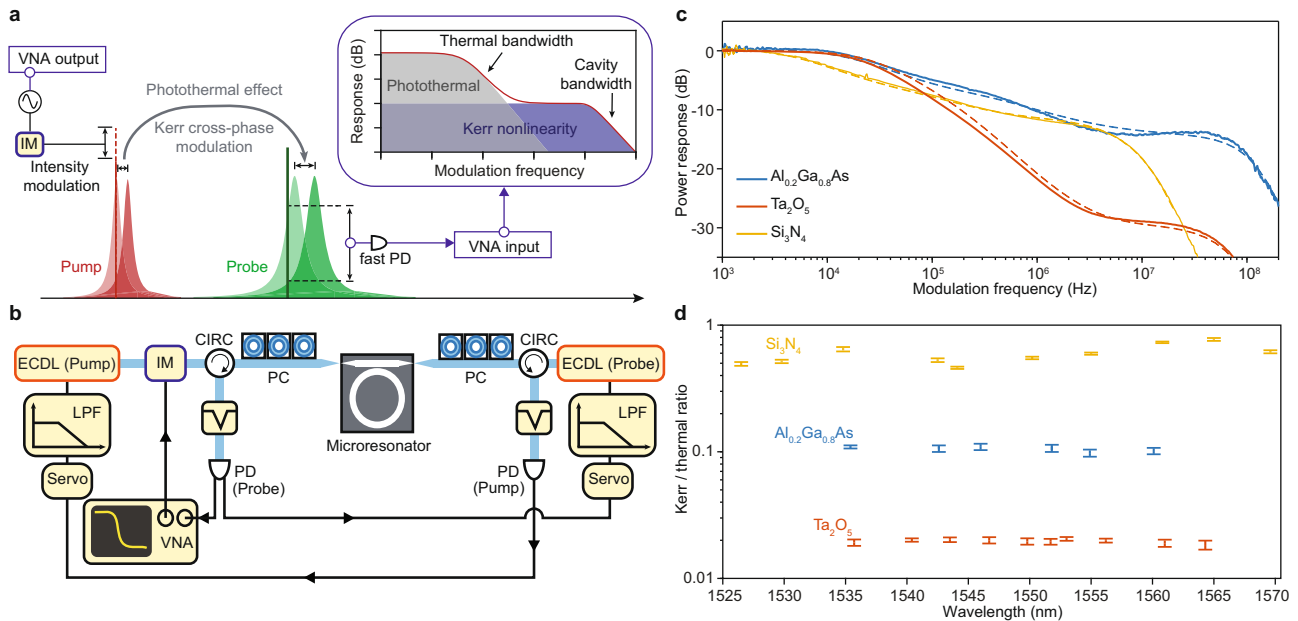 a
VNA output
IM
Intensity
modulation
Photothermal effect
Kerr cross-phase
modulation
Pump
Probe
fast PD
VNA input
Response (dB)
Modulation frequency
Thermal bandwidth
Cavity
bandwidth
Photothermal
Kerr nonlinearity
b
ECDL (Pump)
IM
CIRC
PC
Microresonator
PC
CIRC
ECDL (Probe)
LPF
Servo
VNA
PD
(Probe)
PD
(Pump)
LPF
Servo
c
Power response (dB)
0
-10
-20
-30
Al0.2Ga0.8As
Ta2O5
Si3N4
10³
10⁴
10⁵
10⁶
10⁷
10⁸
Modulation frequency (Hz)
d
Kerr / thermal ratio
1
0.1
0.01
Si3N4
Al0.2Ga0.8As
Ta2O5
1525
1530
1535
1540
1545
1550
1555
1560
1565
1570
Wavelength (nm)